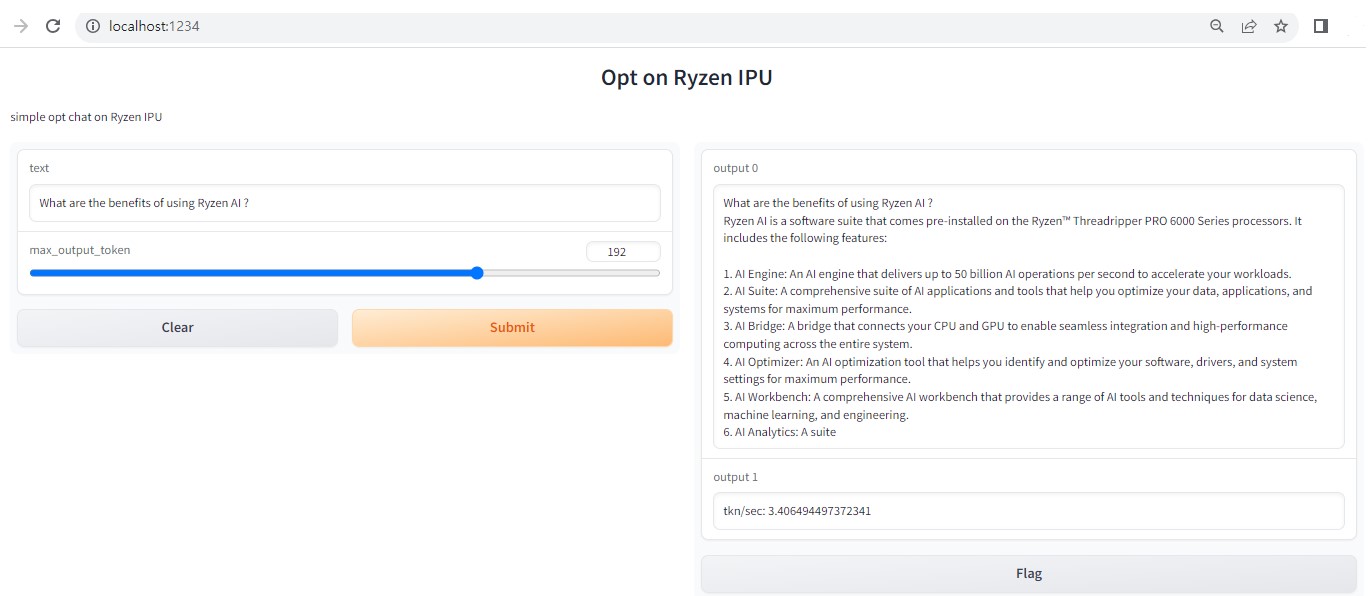 localhost:1234
Opt on Ryzen IPU
simple opt chat on Ryzen IPU
text
What are the benefits of using Ryzen AI ?
max_output_token
192
Clear
Submit
output 0
What are the benefits of using Ryzen AI ?
Ryzen AI is a software suite that comes pre-installed on the Ryzen™ Threadripper PRO 6000 Series processors. It
includes the following features:
1. AI Engine: An AI engine that delivers up to 50 billion AI operations per second to accelerate your workloads.
2. AI Suite: A comprehensive suite of AI applications and tools that help you optimize your data, applications, and
systems for maximum performance.
3. AI Bridge: A bridge that connects your CPU and GPU to enable seamless integration and high-performance
computing across the entire system.
4. AI Optimizer: An AI optimization tool that helps you identify and optimize your software, drivers, and system
settings for maximum performance.
5. AI Workbench: A comprehensive AI workbench that provides a range of AI tools and techniques for data science,
machine learning, and engineering.
6. AI Analytics: A suite
output 1
tkn/sec: 3.406494497372341
Flag